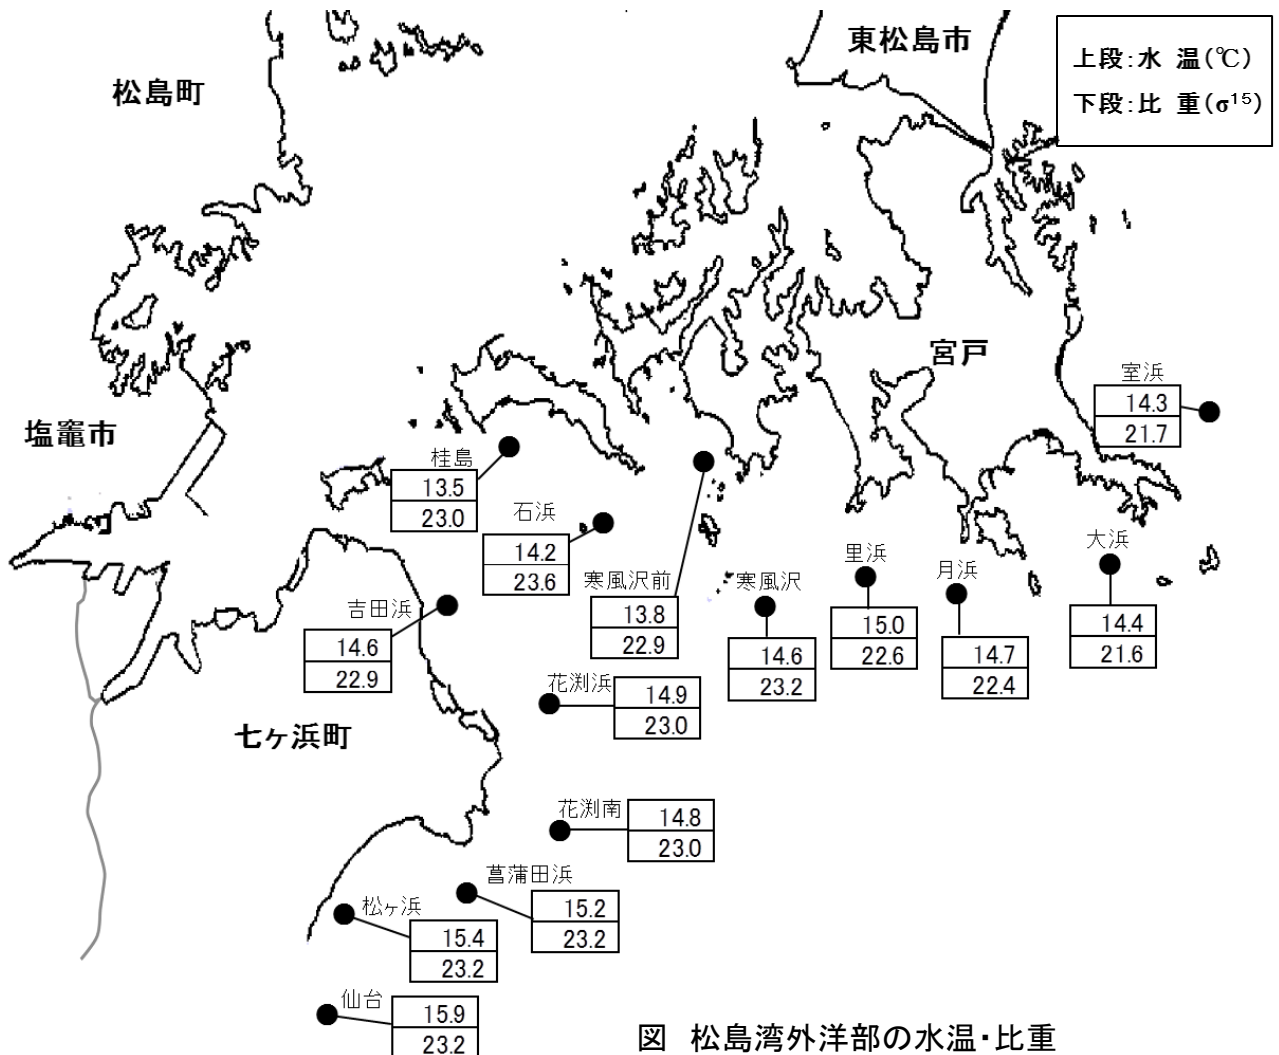 東松島市
上段:水 温(℃)
下段:比 重(σ15)
松島町
宮戸
室浜
14.3
21.7
塩竈市
桂島
13.5
23.0
石浜
14.2
23.6
寒風沢前
13.8
22.9
寒風沢
14.6
23.2
里浜
15.0
22.6
月浜
14.7
22.4
大浜
14.4
21.6
吉田浜
14.6
22.9
花渕浜
14.9
23.0
七ヶ浜町
花渕南
14.8
23.0
菖蒲田浜
15.2
23.2
松ヶ浜
15.4
23.2
仙台
15.9
23.2
図 松島湾外洋部の水温・比重